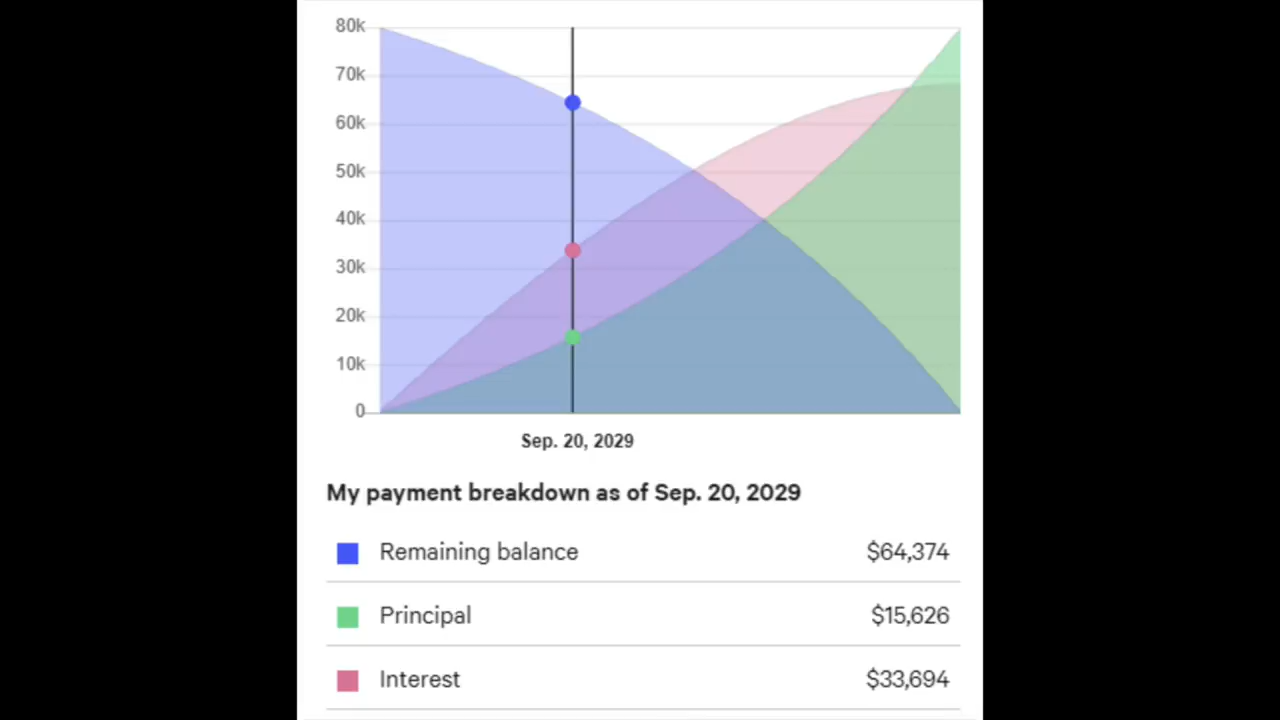 80k
70k
60k
50k
40k
30k
20k
10k
0
Sep. 20, 2029
My payment breakdown as of Sep. 20, 2029
Remaining balance $64,374
Principal $15,626
Interest $33,694